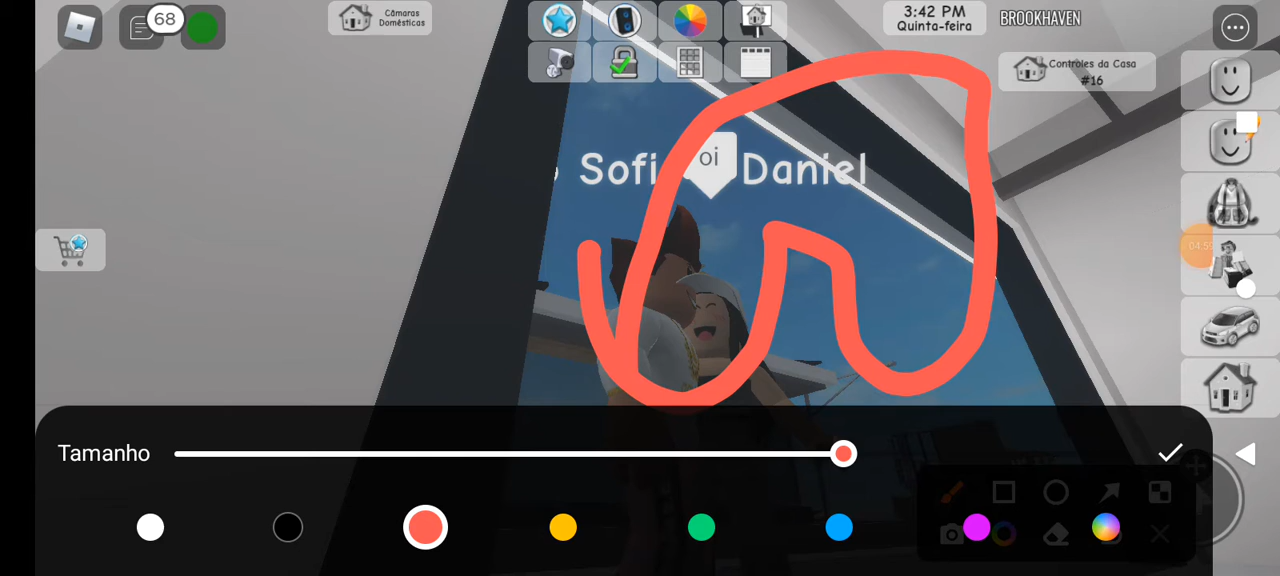 68
Câmaras
Domésticas
3:42 PM
Quinta-feira
BROOKHAVEN
Controles da Casa
#16
Sofi
oi
Daniel
04:59
Tamanho